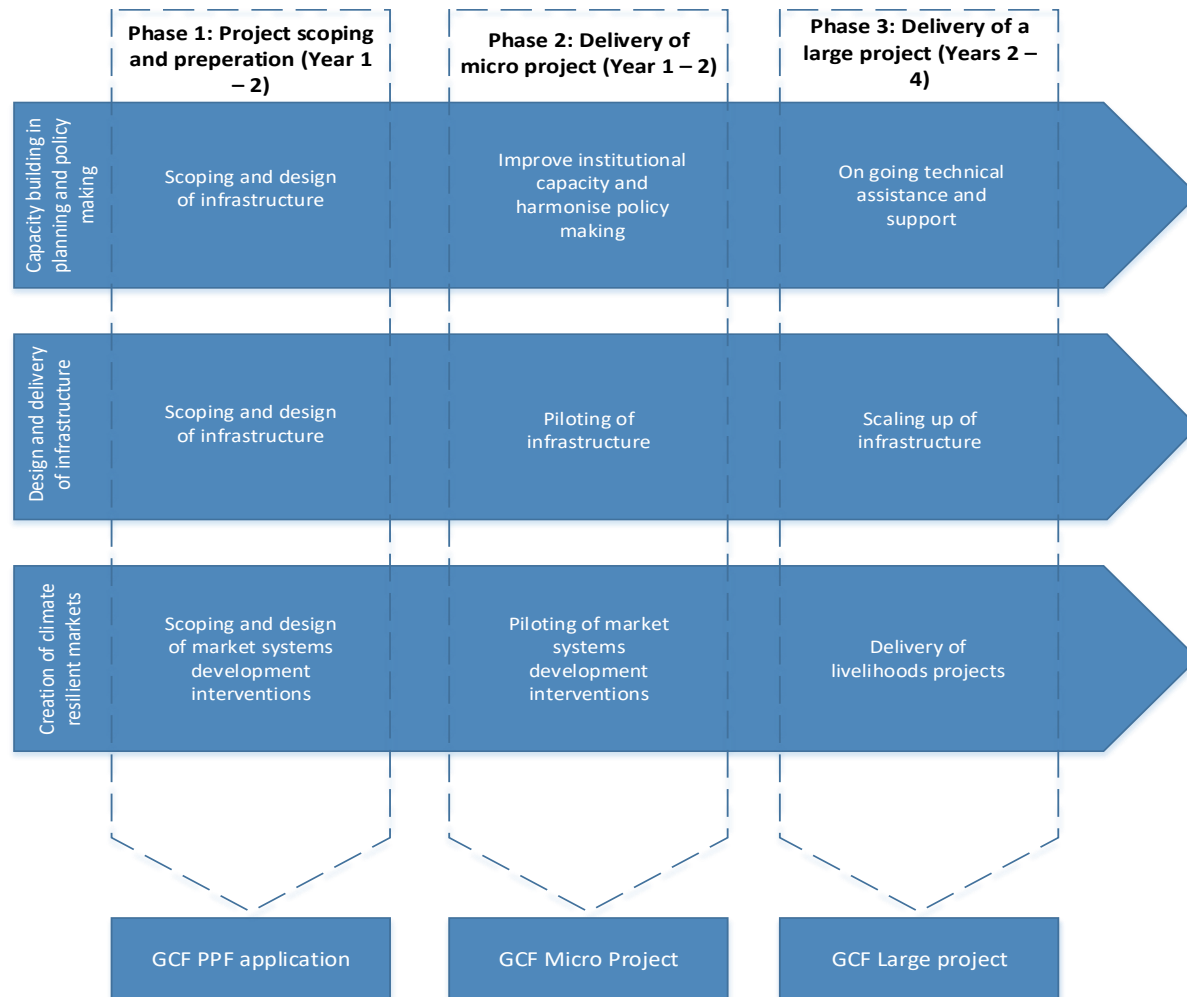 Phase 1: Project scoping
and preperation (Year 1
– 2)
Phase 2: Delivery of
micro project (Year 1 – 2)
Phase 3: Delivery of a
large project (Years 2 –
4)
Capacity building in
planning and policy
making
Scoping and design
of infrastructure
Improve institutional
capacity and
harmonise policy
making
On going technical
assistance and
support
Design and delivery
of infrastructure
Scoping and design
of infrastructure
Piloting of
infrastructure
Scaling up of
infrastructure
Creation of climate
resilient markets
Scoping and design
of market systems
development
interventions
Piloting of market
systems
development
interventions
Delivery of
livelihoods projects
GCF PPF application
GCF Micro Project
GCF Large project